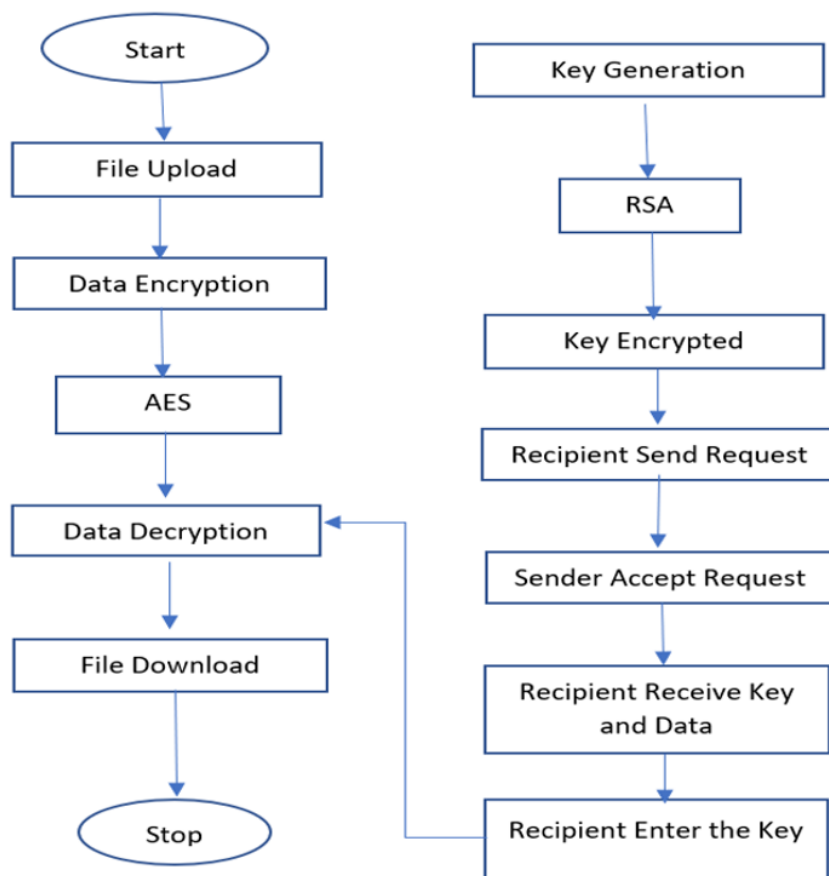 Start
File Upload
Data Encryption
AES
Data Decryption
File Download
Stop
Key Generation
RSA
Key Encrypted
Recipient Send Request
Sender Accept Request
Recipient Receive Key
and Data
Recipient Enter the Key